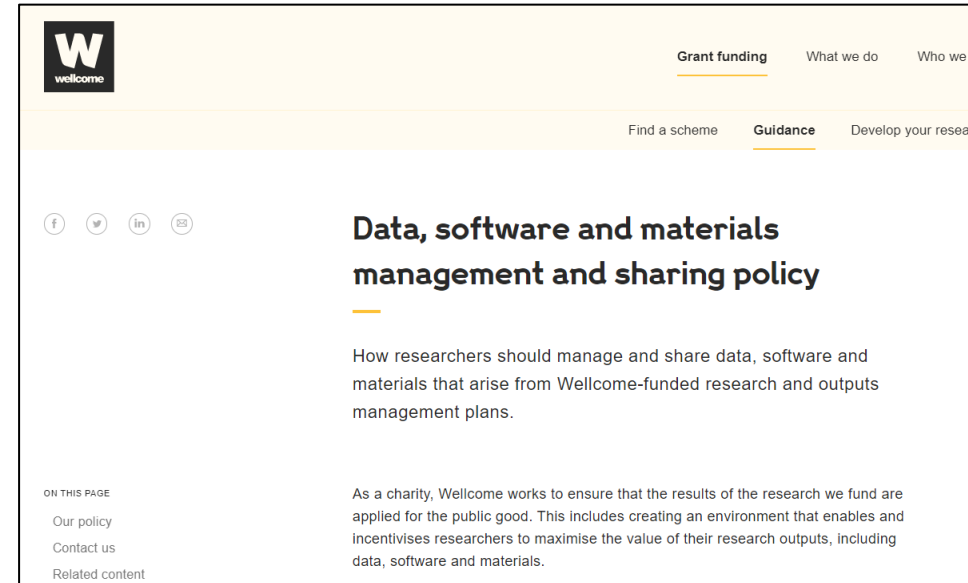 W
wellcome
Grant funding What we do Who we
Find a scheme Guidance Develop your resea
Data, software and materials
management and sharing policy
How researchers should manage and share data, software and
materials that arise from Wellcome-funded research and outputs
management plans.
ON THIS PAGE
Our policy
Contact us
Related content
As a charity, Wellcome works to ensure that the results of the research we fund are
applied for the public good. This includes creating an environment that enables and
incentivises researchers to maximise the value of their research outputs, including
data, software and materials.